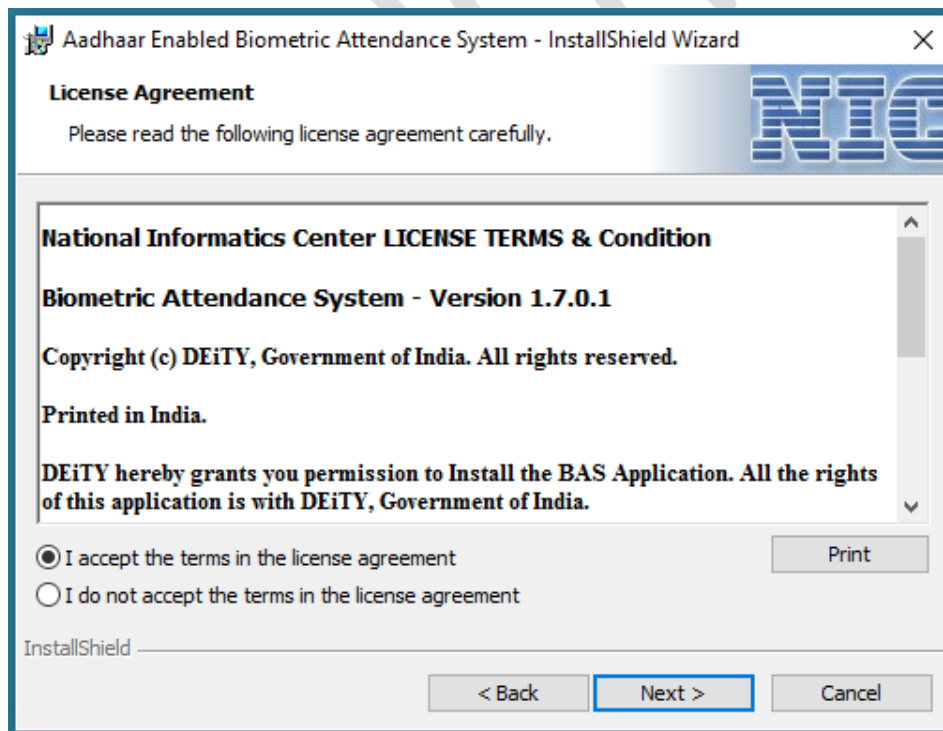 Aadhaar Enabled Biometric Attendance System - InstallShield Wizard
License Agreement
Please read the following license agreement carefully.
NIC
National Informatics Center LICENSE TERMS & Condition
Biometric Attendance System - Version 1.7.0.1
Copyright (c) DEiTY, Government of India. All rights reserved.
Printed in India.
DEiTY hereby grants you permission to Install the BAS Application. All the rights
of this application is with DEiTY, Government of India.
I accept the terms in the license agreement
Print
I do not accept the terms in the license agreement
InstallShield
< Back
Next >
Cancel